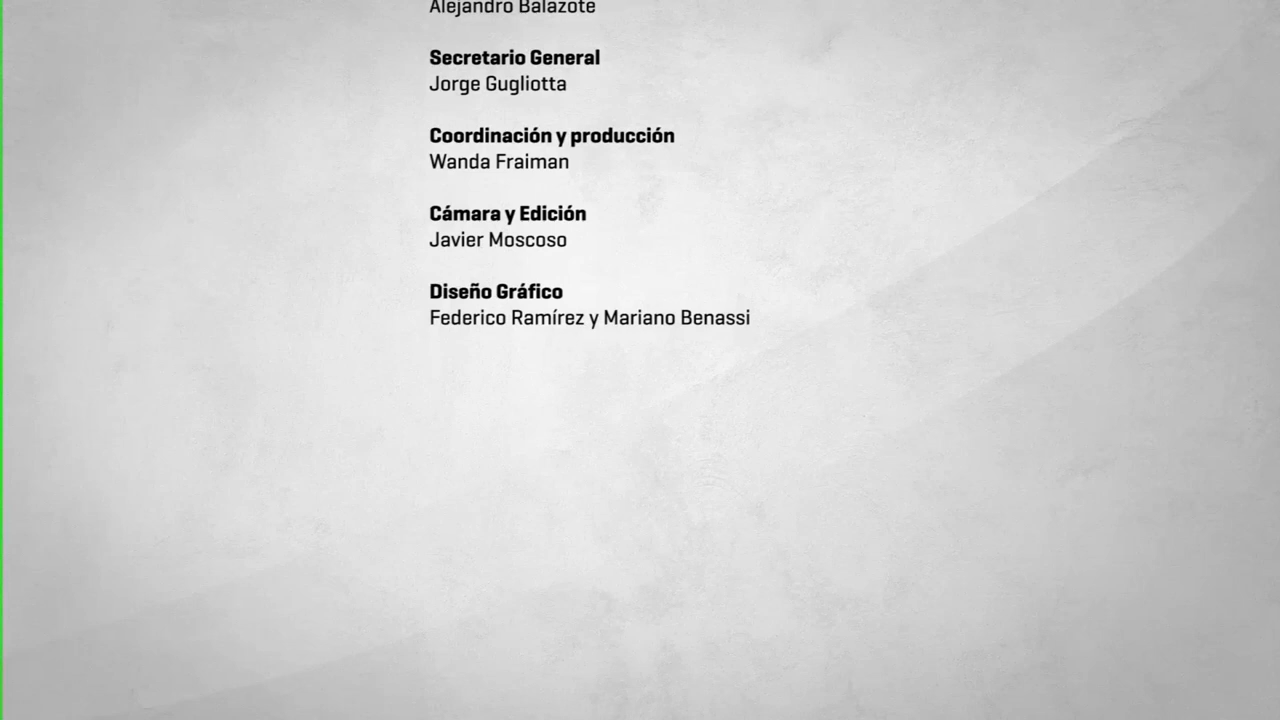 Alejandro Balazote
Secretario General
Jorge Gugliotta
Coordinación y producción
Wanda Fraiman
Cámara y Edición
Javier Moscoso
Diseño Gráfico
Federico Ramírez y Mariano Benassi